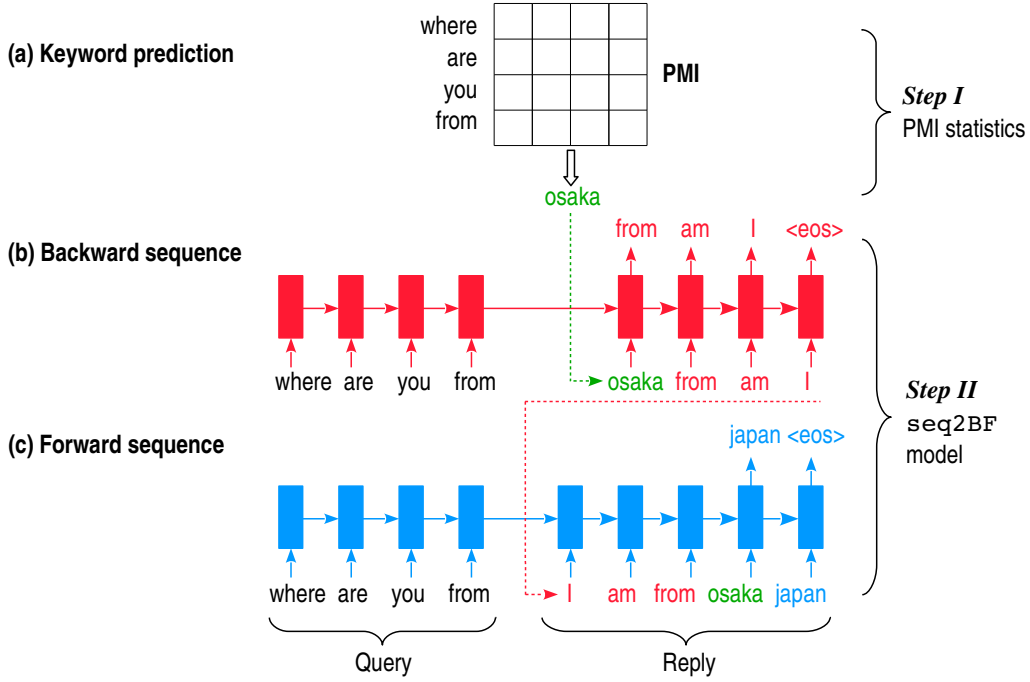 (a) Keyword prediction
where
are
you
from
PMI
Step I
PMI statistics
osaka
(b) Backward sequence
from am I <eos>
where are you from osaka from am I
Step II
seq2BF
model
(c) Forward sequence
japan <eos>
where are you from I am from osaka japan
Query Reply